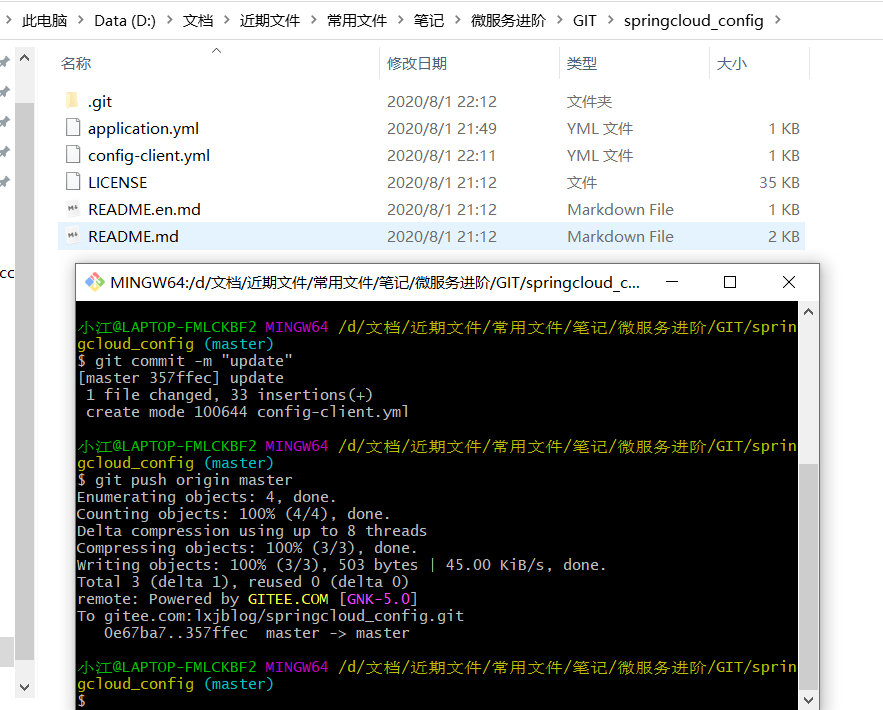 此电脑 > Data (D:) > 文档 > 近期文件 > 常用文件 > 笔记 > 微服务进阶 > GIT > springcloud_config >
名称 修改日期 类型 大小
.git 2020/8/1 22:12 文件夹
application.yml 2020/8/1 21:49 YML 文件 1 KB
config-client.yml 2020/8/1 22:11 YML 文件 1 KB
LICENSE 2020/8/1 21:12 文件 35 KB
README.en.md 2020/8/1 21:12 Markdown File 1 KB
README.md 2020/8/1 21:12 Markdown File 2 KB
cc
MINGW64:/d/文档/近期文件/常用文件/笔记/微服务进阶/GIT/springcloud_c...
小江@LAPTOP-FMLCKBF2 MINGW64 /d/文档/近期文件/常用文件/笔记/微服务进阶/GIT/sprin
gcloud_config (master)
$ git commit -m "update"
[master 357ffec] update
1 file changed, 33 insertions(+)
create mode 100644 config-client.yml
小江@LAPTOP-FMLCKBF2 MINGW64 /d/文档/近期文件/常用文件/笔记/微服务进阶/GIT/sprin
gcloud_config (master)
$ git push origin master
Enumerating objects: 4, done.
Counting objects: 100% (4/4), done.
Delta compression using up to 8 threads
Compressing objects: 100% (3/3), done.
Writing objects: 100% (3/3), 503 bytes | 45.00 KiB/s, done.
Total 3 (delta 1), reused 0 (delta 0)
remote: Powered by GITEE.COM [GNK-5.0]
To gitee.com:lxjblog/springcloud_config.git
0e67ba7..357ffec master -> master
小江@LAPTOP-FMLCKBF2 MINGW64 /d/文档/近期文件/常用文件/笔记/微服务进阶/GIT/sprin
gcloud_config (master)
$